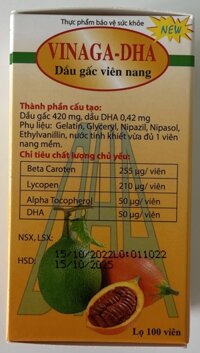 Thực phẩm bảo vệ sức khỏe
NEW
VINAGA-DHA
Dầu gấc viên nang
Thành phần cấu tạo:
Dầu gấc 420 mg, dầu DHA 0,42 mg
Phụ liệu: Gelatin, Glyceryl, Nipazil, Nipasol,
Ethylvanillin, nước tinh khiết vừa đủ 1 viên
nang mềm.
Chỉ tiêu chất lượng chủ yếu:
Beta Caroten 255 µg/ viên
Lycopen 210 µg/ viên
Alpha Tocopherol 50 µg/ viên
DHA 50 µg/ viên
NSX, LSX: 15/10/2022LO:011022
HSD: 15/10/2025
Lọ 100 viên